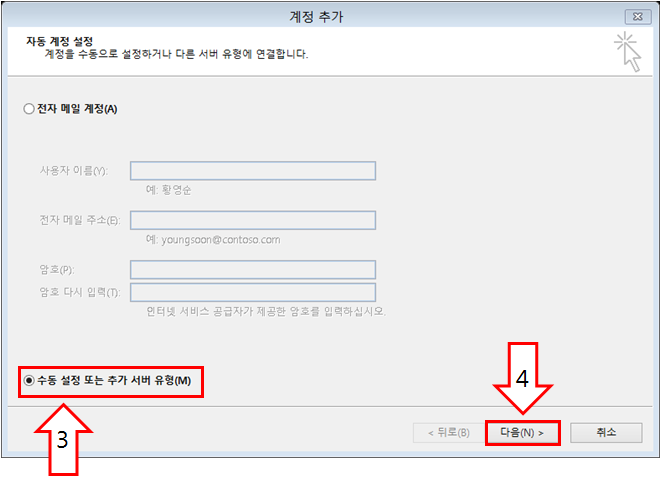 계정 추가
자동 계정 설정
계정을 수동으로 설정하거나 다른 서버 유형에 연결합니다.
전자 메일 계정(A)
사용자 이름(Y):
예: 황영순
전자 메일 주소(E):
예: youngsoon@contoso.com
암호(P):
암호 다시 입력(T):
인터넷 서비스 공급자가 제공한 암호를 입력하십시오.
수동 설정 또는 추가 서버 유형(M)
3
4
< 뒤로(B)
다음(N) >
취소